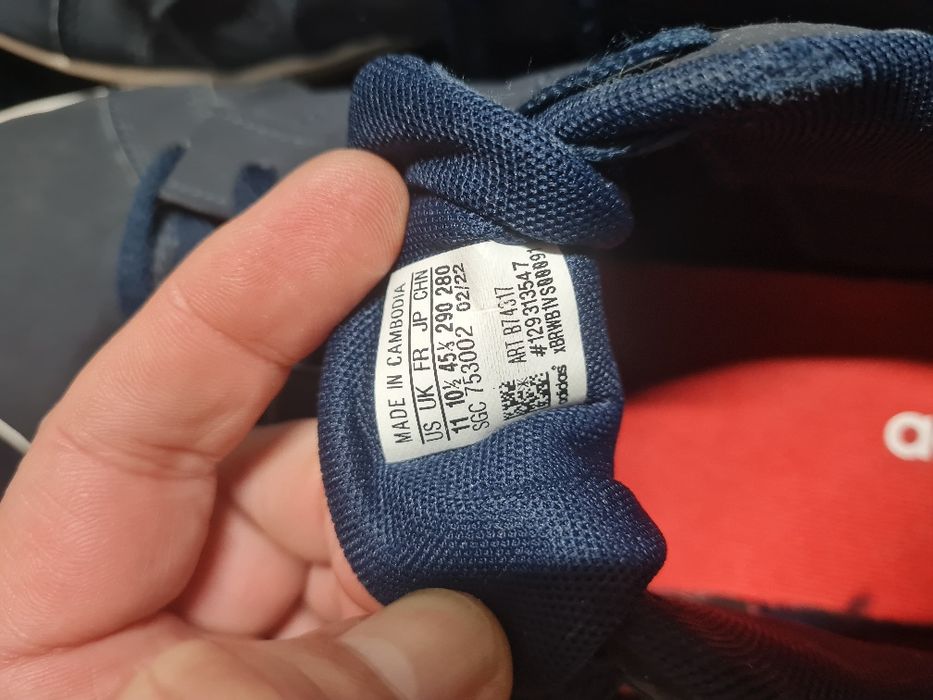 MADE IN CAMBODIA
US UK FR JP CHN
11 10½ 45⅓ 290 280
SGC 753002 02/22
ART B74317
#129313547
adidas